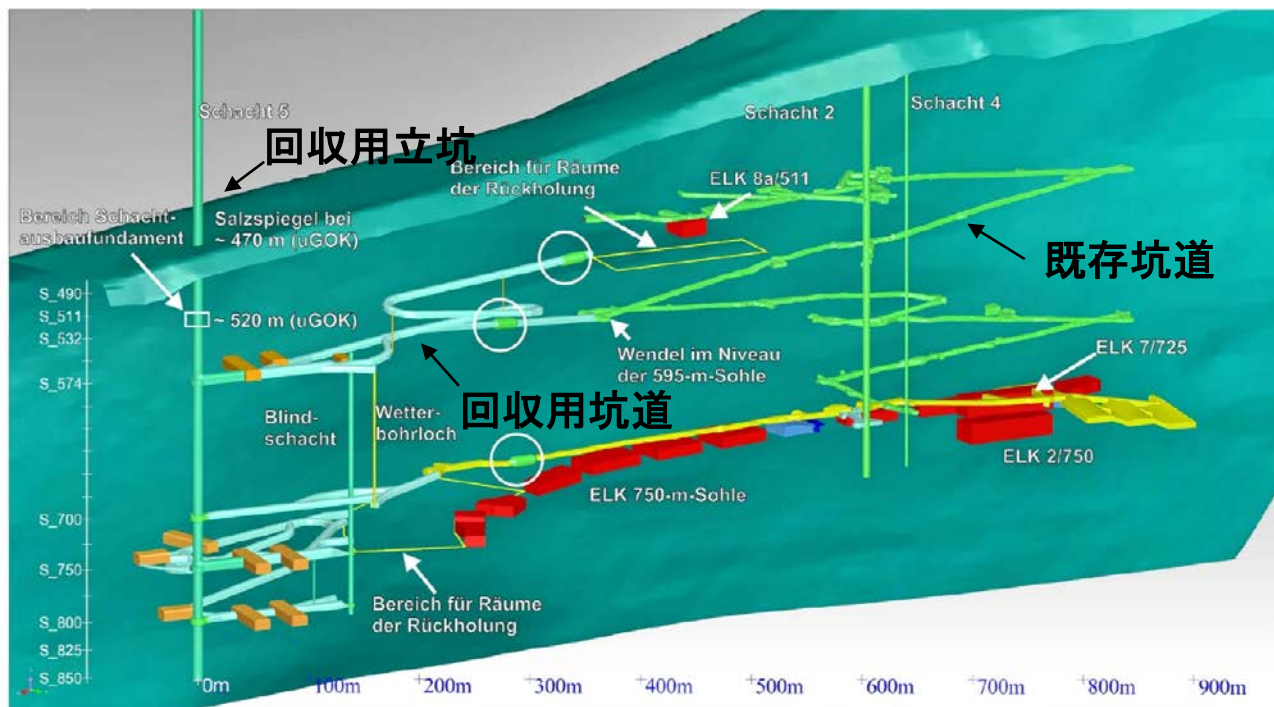 Schacht 5
回収用立坑
Schacht 2
Schacht 4
Bereich für Räume
der Rückholung
ELK 8a/511
Bereich Schacht-
ausbaufundament
Salzspiegel bei
~ 470 m (uGOK)
既存坑道
S_490
S_511
~ 520 m (uGOK)
S_532
Wendel im Niveau
der 595-m-Sohle
ELK 7/725
S_574
回収用坑道
Blind-
schacht
Wetter-
bohrloch
ELK 2/750
ELK 750-m-Sohle
S_700
S_750
Bereich für Räume
der Rückholung
S_800
S_825
S_850
0m
100m
200m
300m
400m
500m
600m
700m
800m
900m